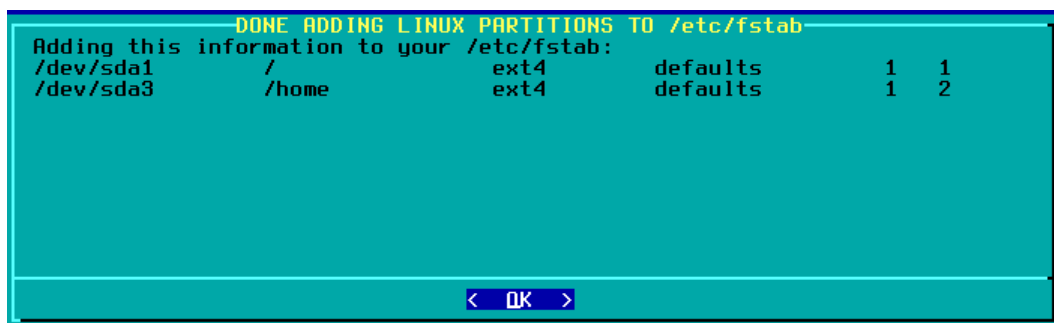 DONE ADDING LINUX PARTITIONS TO /etc/fstab
Adding this information to your /etc/fstab:
/dev/sda1 / ext4 defaults 1 1
/dev/sda3 /home ext4 defaults 1 2
< OK >